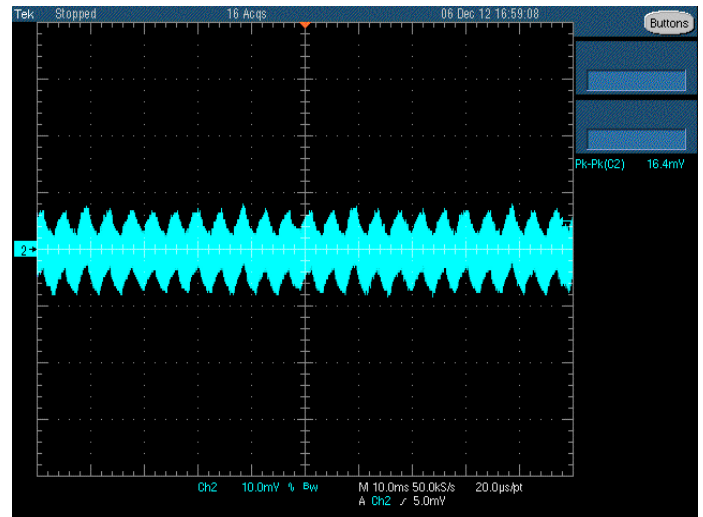 Tek Stopped 16 Acqs 06 Dec 12 16:59:08
Buttons
Pk-Pk(C2) 16.4mV
2
Ch2 10.0mV Bw M 10.0ms 50.0kS/s 20.0µs/pt
A Ch2 5.0mV